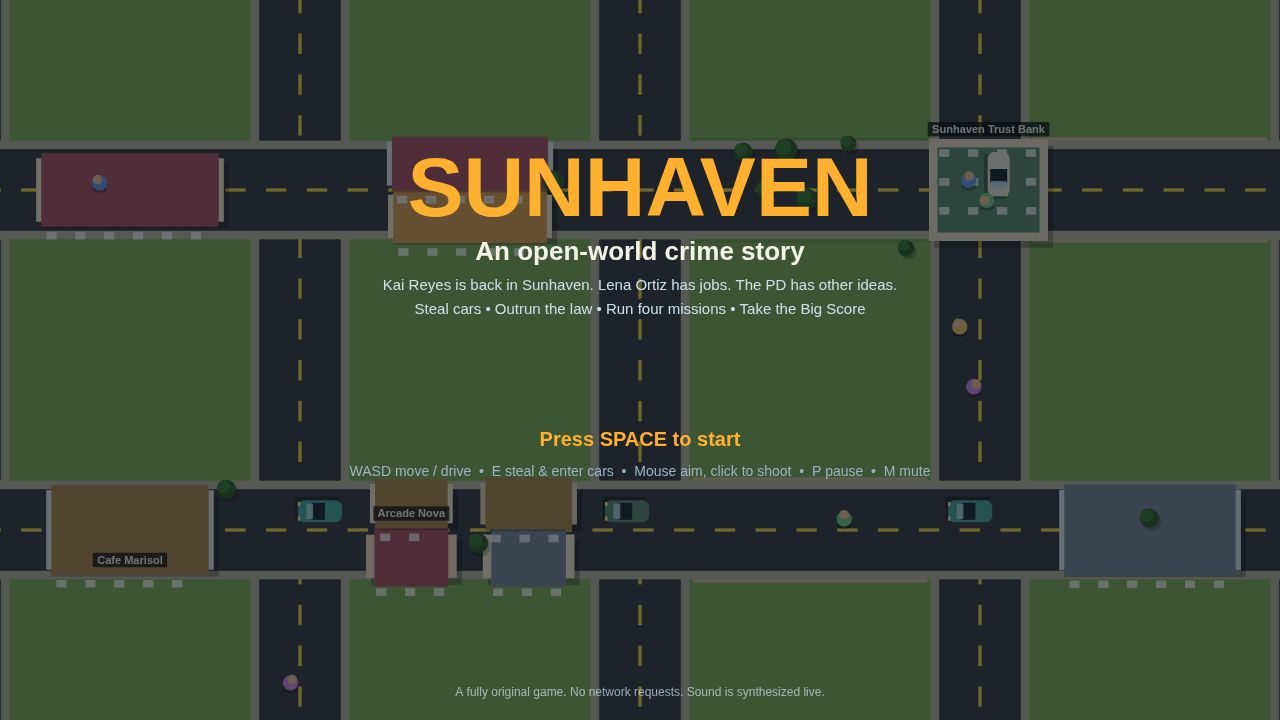 Sunhaven Trust Bank
SUNHAVEN
An open-world crime story
Kai Reyes is back in Sunhaven. Lena Ortiz has jobs. The PD has other ideas.
Steal cars • Outrun the law • Run four missions • Take the Big Score
Press SPACE to start
WASD move / drive • E steal & enter cars • Mouse aim, click to shoot • P pause • M mute
Arcade Nova
Cafe Marisol
A fully original game. No network requests. Sound is synthesized live.